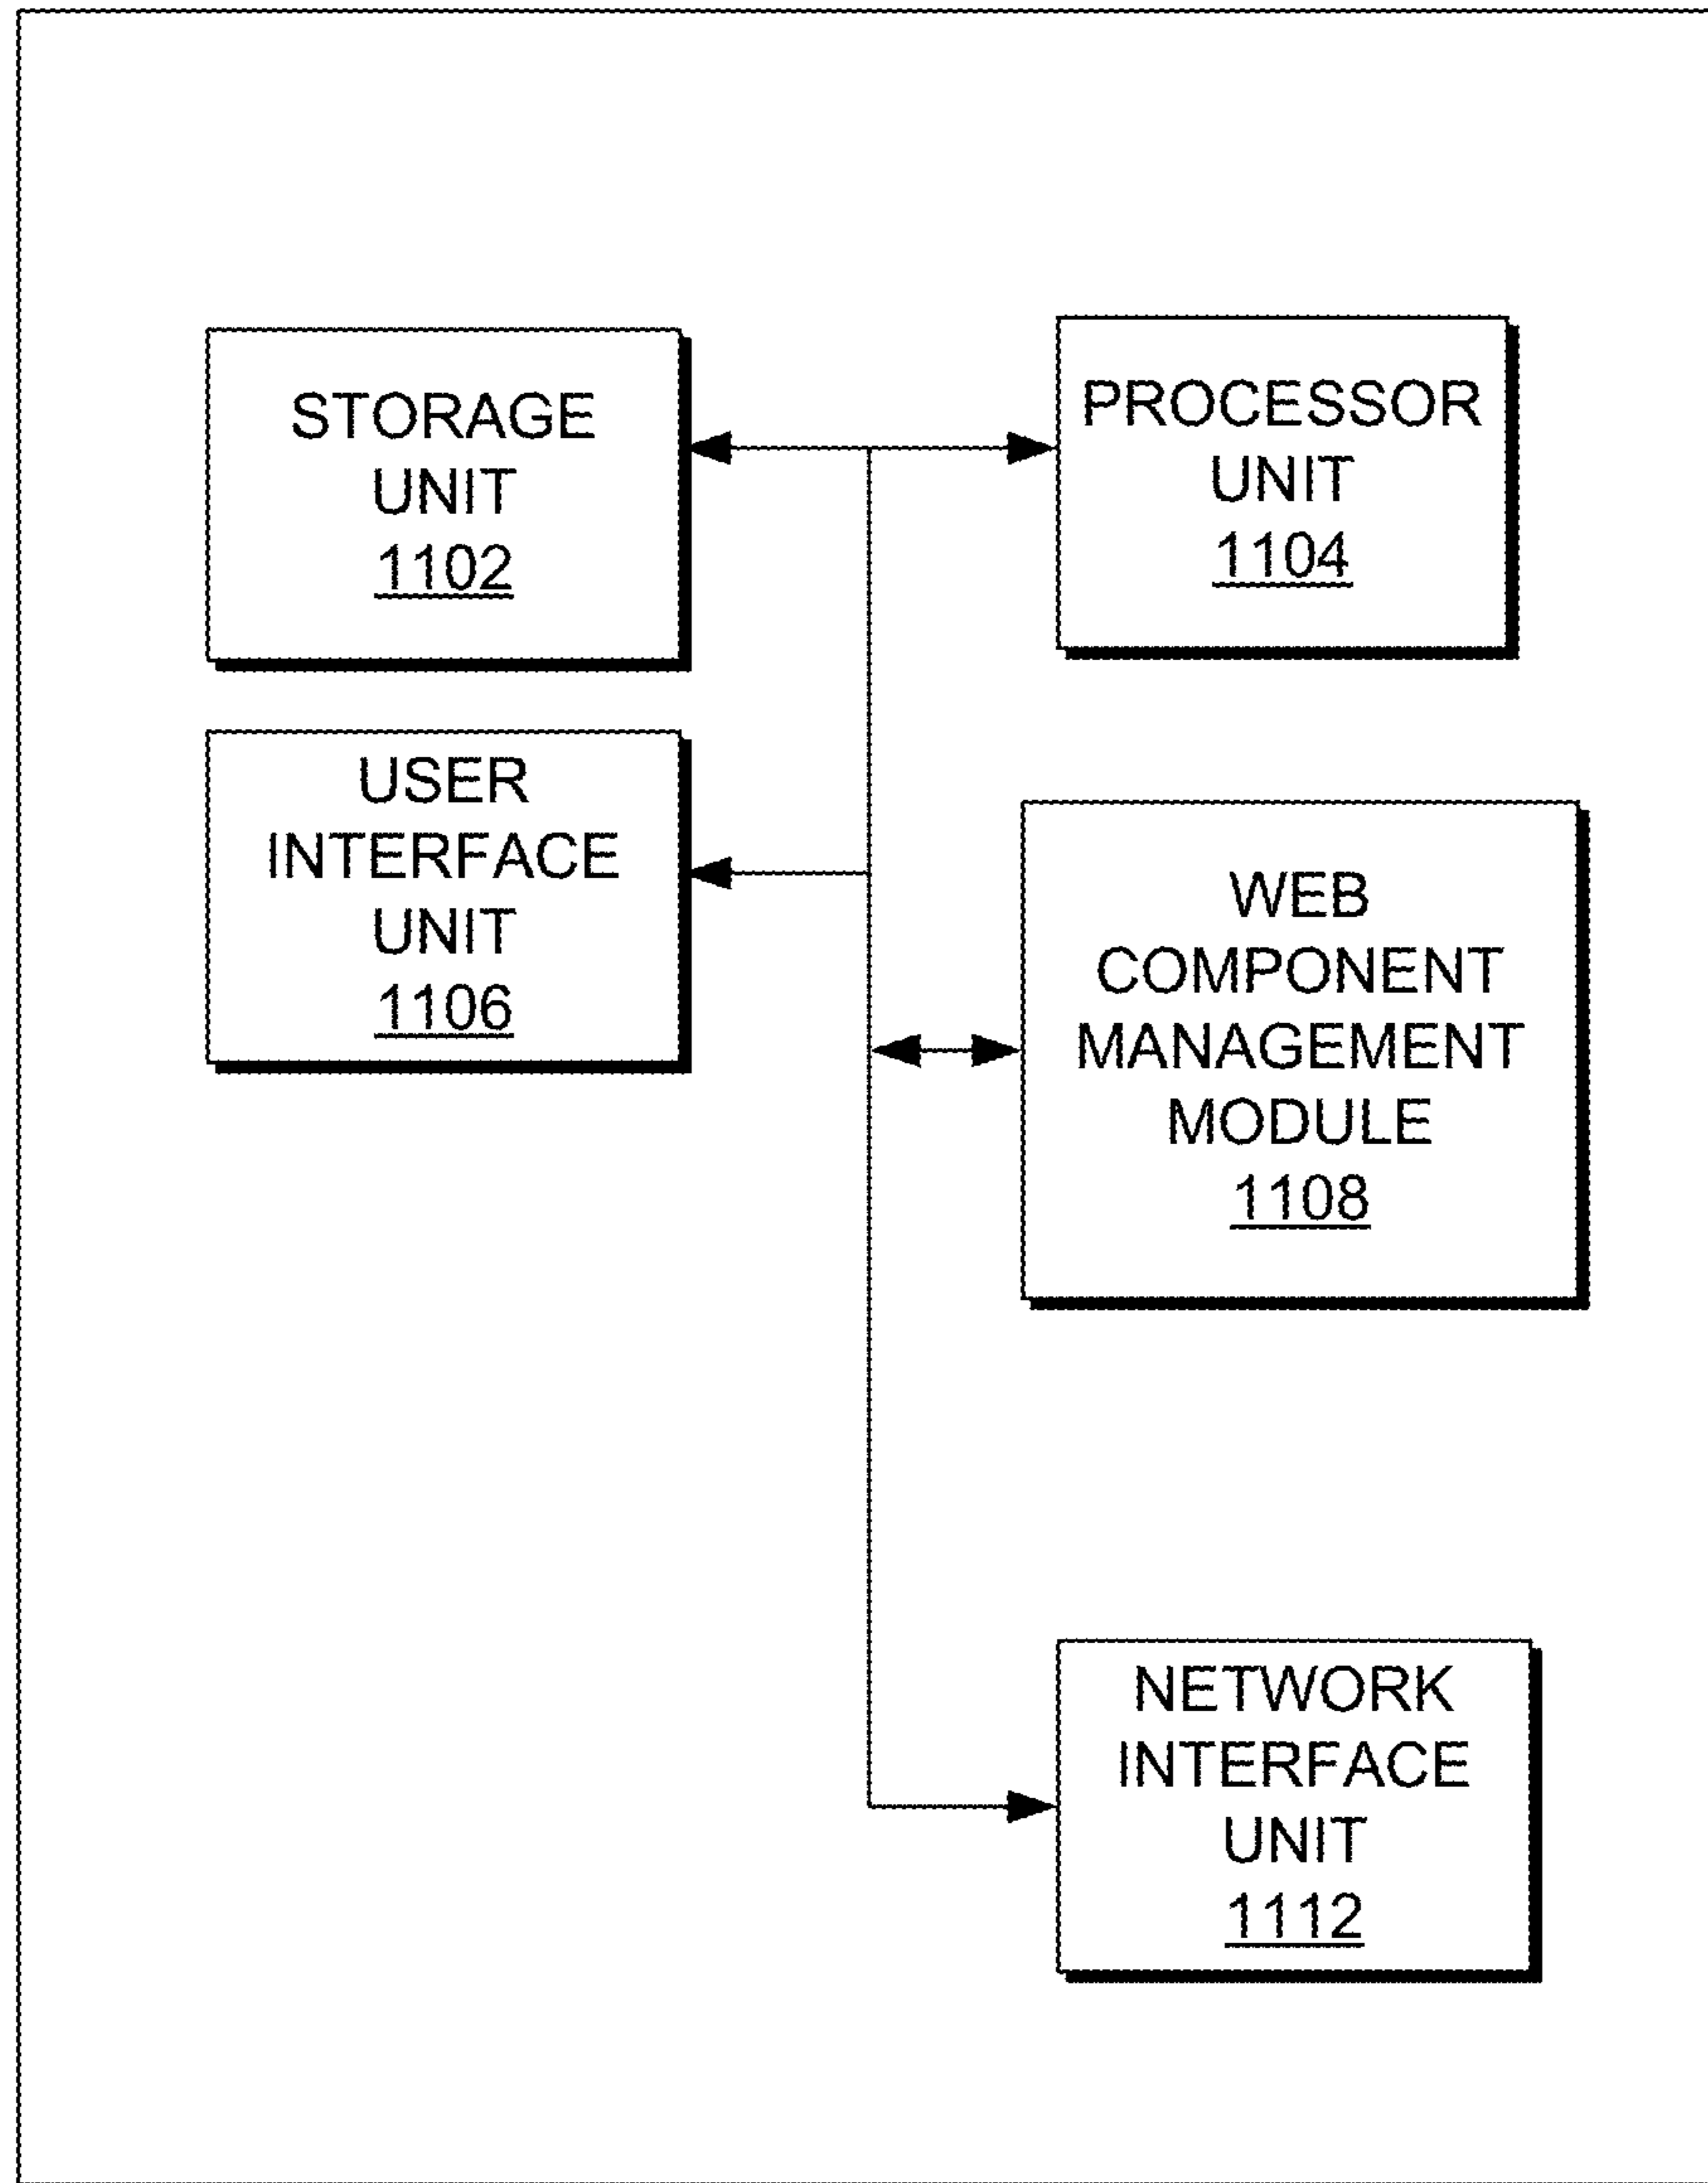 STORAGE
UNIT
1102
PROCESSOR
UNIT
1104
USER
INTERFACE
UNIT
1106
WEB
COMPONENT
MANAGEMENT
MODULE
1108
NETWORK
INTERFACE
UNIT
1112